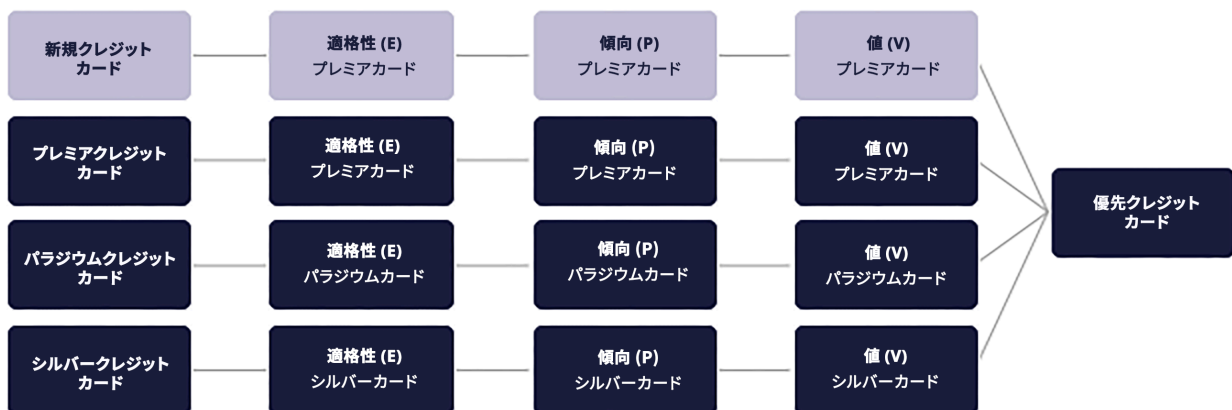 新規クレジット
カード
適格性 (E)
プレミアカード
傾向 (P)
プレミアカード
値 (V)
プレミアカード
プレミアクレジット
カード
適格性 (E)
プレミアカード
傾向 (P)
プレミアカード
値 (V)
プレミアカード
パラジウムクレジット
カード
適格性 (E)
パラジウムカード
傾向 (P)
パラジウムカード
値 (V)
パラジウムカード
シルバークレジット
カード
適格性 (E)
シルバーカード
傾向 (P)
シルバーカード
値 (V)
シルバーカード
優先クレジット
カード